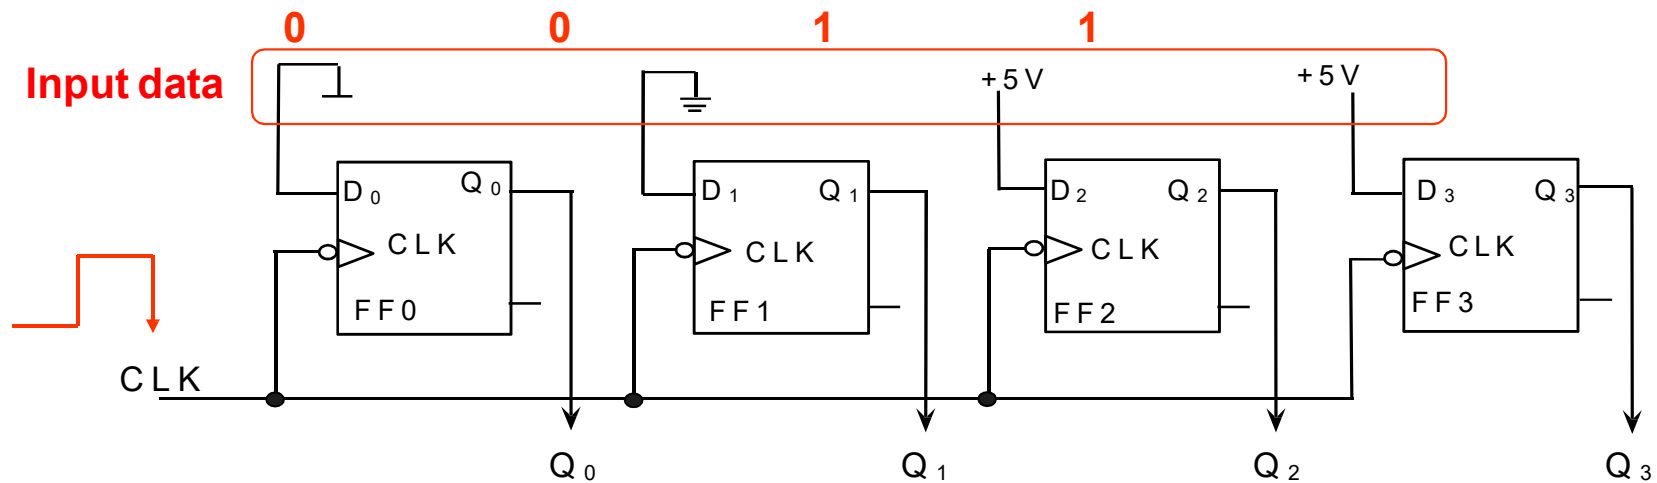 0 0 1 1
Input data
+5V +5V
D0 Q0 D1 Q1 D2 Q2 D3 Q3
CLK CLK CLK CLK
FF0 FF1 FF2 FF3
CLK
Q0 Q1 Q2 Q3